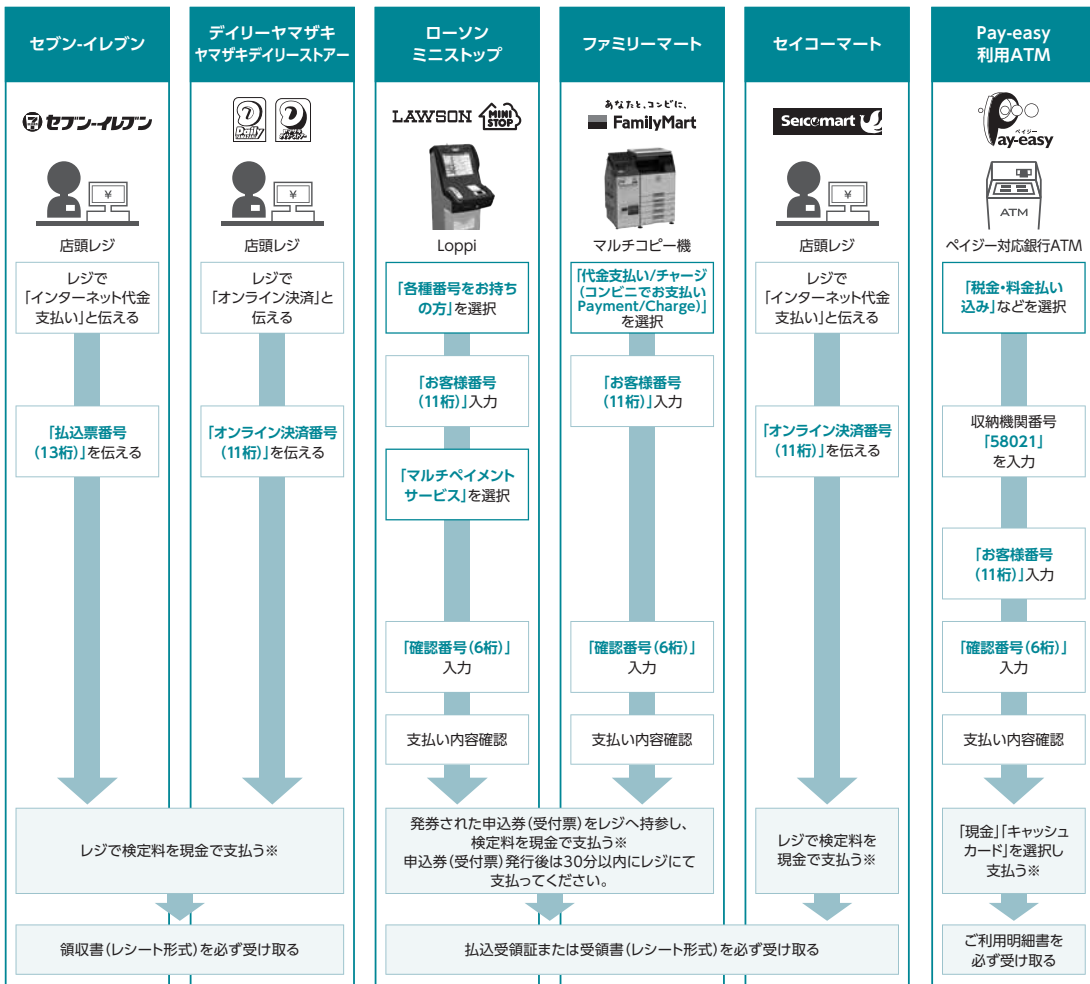 セブン-イレブン
デイリーヤマザキ
ヤマザキデイリーストアー
ローソン
ミニストップ
ファミリーマート
セイコーマート
Pay-easy
利用ATM
セブン-イレブン
Daily
LAWSON
MINI
STOP
あなたと、コンビに、
FamilyMart
Seicomart
ペイジー
Pay-easy
¥
店頭レジ
¥
店頭レジ
Loppi
マルチコピー機
¥
店頭レジ
ATM
ペイジー対応銀行ATM
レジで
「インターネット代金
支払い」と伝える
「払込票番号
(13桁)」を伝える
レジで
「オンライン決済」と
伝える
「オンライン決済番号
(11桁)」を伝える
「各種番号をお持ち
の方」を選択
「お客様番号
(11桁)」入力
「マルチペイメント
サービス」を選択
「確認番号(6桁)」
入力
支払い内容確認
「代金支払い/チャージ
(コンビニでお支払い
Payment/Charge)」
を選択
「お客様番号
(11桁)」入力
「確認番号(6桁)」
入力
支払い内容確認
レジで
「インターネット代金
支払い」と伝える
「オンライン決済番号
(11桁)」を伝える
「税金・料金払い
込み」などを選択
収納機関番号
「58021」
を入力
「お客様番号
(11桁)」入力
「確認番号(6桁)」
入力
支払い内容確認
レジで検定料を現金で支払う※
発券された申込券(受付票)をレジへ持参し、
検定料を現金で支払う※
申込券(受付票)発行後は30分以内にレジにて
支払ってください。
レジで検定料を
現金で支払う※
「現金」「キャッシュ
カード」を選択し
支払う※
領収書(レシート形式)を必ず受け取る
払込受領証または受領書(レシート形式)を必ず受け取る
ご利用明細書を
必ず受け取る